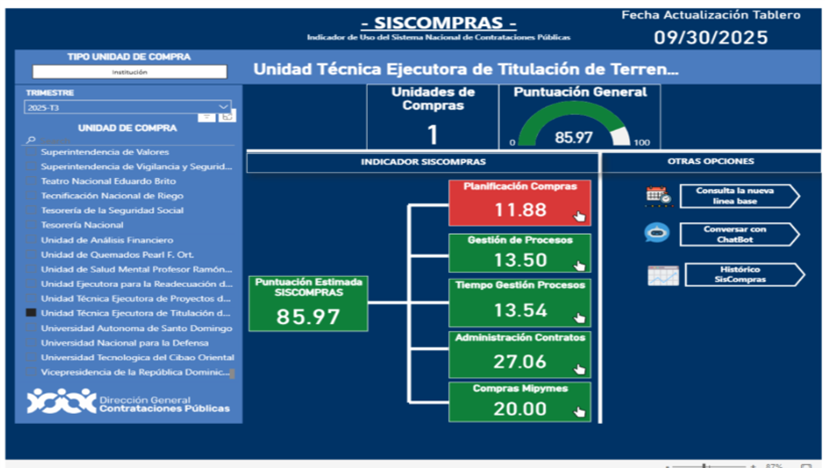 - SISCOMPRAS -
Indicador de Uso del Sistema Nacional de Contrataciones Públicas
Fecha Actualización Tablero
09/30/2025
TIPO UNIDAD DE COMPRA
Institución
Unidad Técnica Ejecutora de Titulación de Terren...
TRIMESTRE
2025-T3
UNIDAD DE COMPRA
Superintendencia de Valores
Superintendencia de Vigilancia y Segurid...
Teatro Nacional Eduardo Brito
Tecnificación Nacional de Riego
Tesorería de la Seguridad Social
Tesorería Nacional
Unidad de Análisis Financiero
Unidad de Quemados Pearl F. Ort.
Unidad de Salud Mental Profesor Ramón...
Unidad Ejecutora para la Readecuación d...
Unidad Técnica Ejecutora de Proyectos d...
Unidad Técnica Ejecutora de Titulación d...
Universidad Autonoma de Santo Domingo
Universidad Nacional para la Defensa
Universidad Tecnologica del Cibao Oriental
Vicepresidencia de la República Dominic...
Dirección General
Contrataciones Públicas
Unidades de
Compras
1
Puntuación General
0
85.97
100
INDICADOR SISCOMPRAS
Puntuación Estimada
SISCOMPRAS
85.97
Planificación Compras
11.88
Gestión de Procesos
13.50
Tiempo Gestión Procesos
13.54
Administración Contratos
27.06
Compras Mipymes
20.00
OTRAS OPCIONES
Consulta la nueva
linea base
Conversar con
ChatBot
Histórico
SisCompras
87%